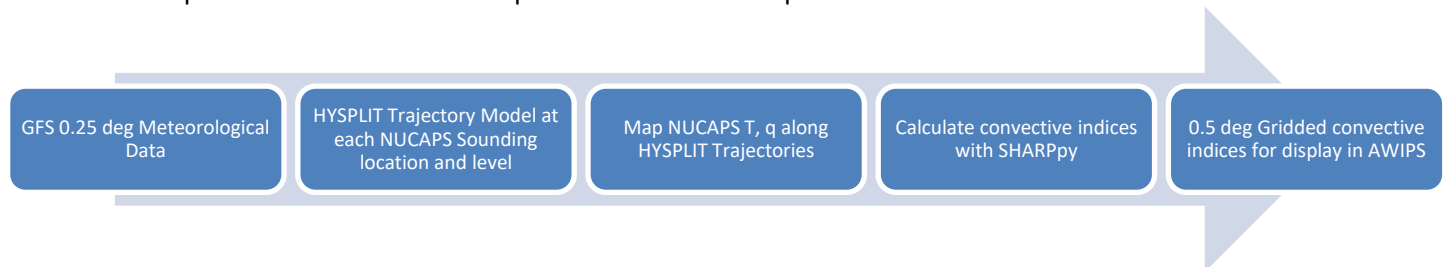 GFS 0.25 deg Meteorological
Data
HYSPLIT Trajectory Model at
each NUCAPS Sounding
location and level
Map NUCAPS T, q along
HYSPLIT Trajectories
Calculate convective indices
with SHARPpy
0.5 deg Gridded convective
indices for display in AWIPS